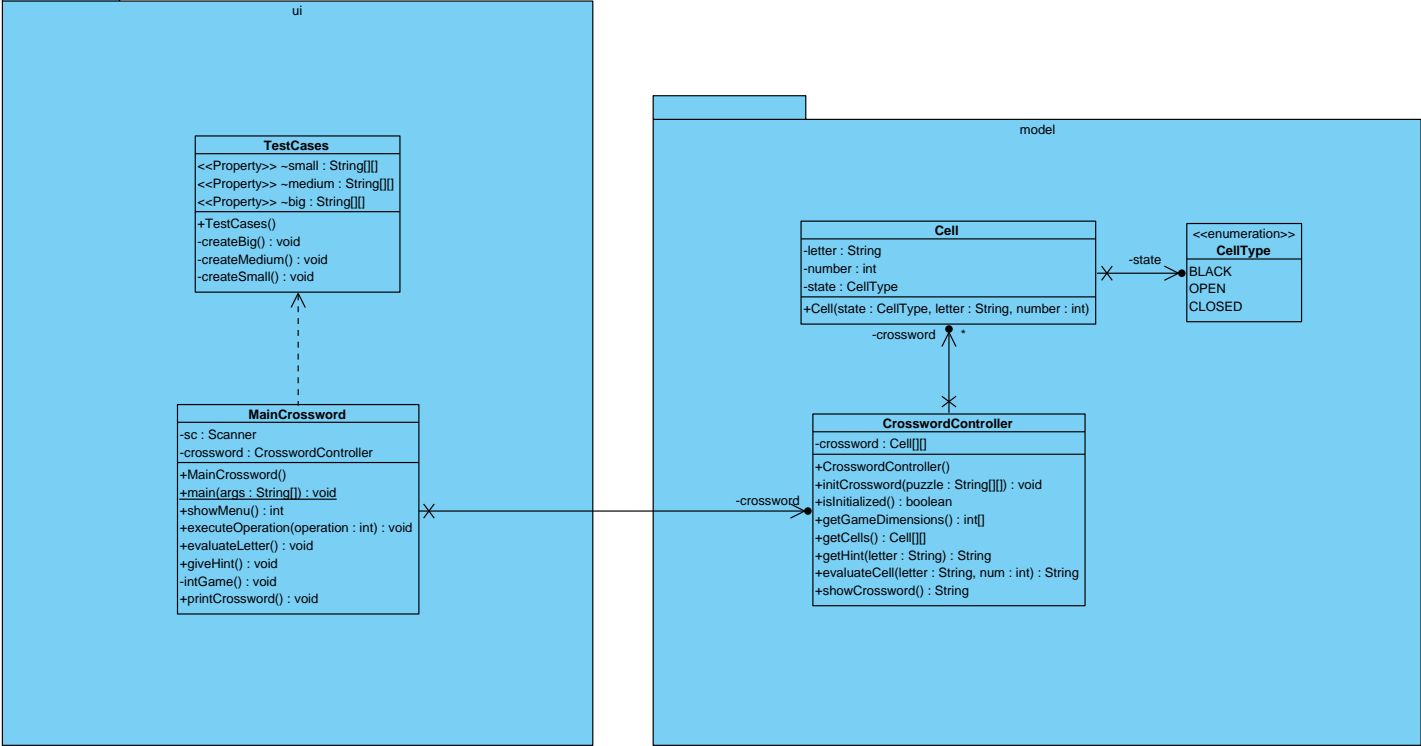 ui
TestCases
<<Property>> ~small : String[][]
<<Property>> ~medium : String[][]
<<Property>> ~big : String[][]
+TestCases()
-createBig() : void
-createMedium() : void
-createSmall() : void
MainCrossword
-sc : Scanner
-crossword : CrosswordController
+MainCrossword()
+main(args : String[]) : void
+showMenu() : int
+executeOperation(operation : int) : void
+evaluateLetter() : void
+giveHint() : void
-intGame() : void
+printCrossword() : void
-crossword
model
Cell
-letter : String
-number : int
-state : CellType
+Cell(state : CellType, letter : String, number : int)
-state
<<enumeration>>
CellType
BLACK
OPEN
CLOSED
-crossword *
CrosswordController
-crossword : Cell[][]
+CrosswordController()
+initCrossword(puzzle : String[][]) : void
+isInitialized() : boolean
+getGameDimensions() : int[]
+getCells() : Cell[][]
+getHint(letter : String) : String
+evaluateCell(letter : String, num : int) : String
+showCrossword() : String